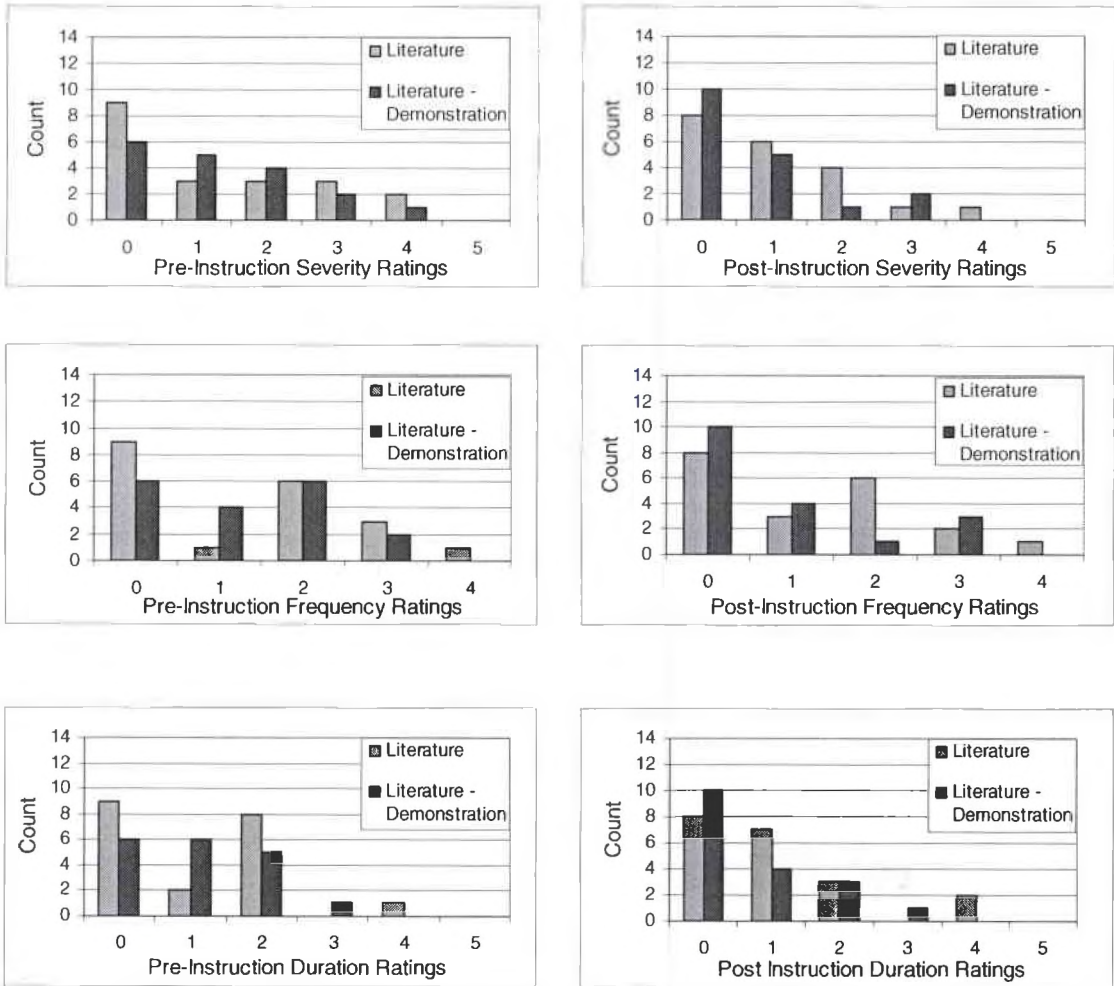 14
12
10
8
6
4
2
0
Count
Literature
Literature -
Demonstration
0 1 2 3 4 5
Pre-Instruction Severity Ratings
14
12
10
8
6
4
2
0
Count
Literature
Literature -
Demonstration
0 1 2 3 4 5
Post-Instruction Severity Ratings
14
12
10
8
6
4
2
0
Count
Literature
Literature -
Demonstration
0 1 2 3 4
Pre-Instruction Frequency Ratings
14
12
10
8
6
4
2
0
Count
Literature
Literature -
Demonstration
0 1 2 3 4
Post-Instruction Frequency Ratings
14
12
10
8
6
4
2
0
Count
Literature
Literature -
Demonstration
0 1 2 3 4 5
Pre-Instruction Duration Ratings
14
12
10
8
6
4
2
0
Count
Literature
Literature -
Demonstration
0 1 2 3 4 5
Post Instruction Duration Ratings